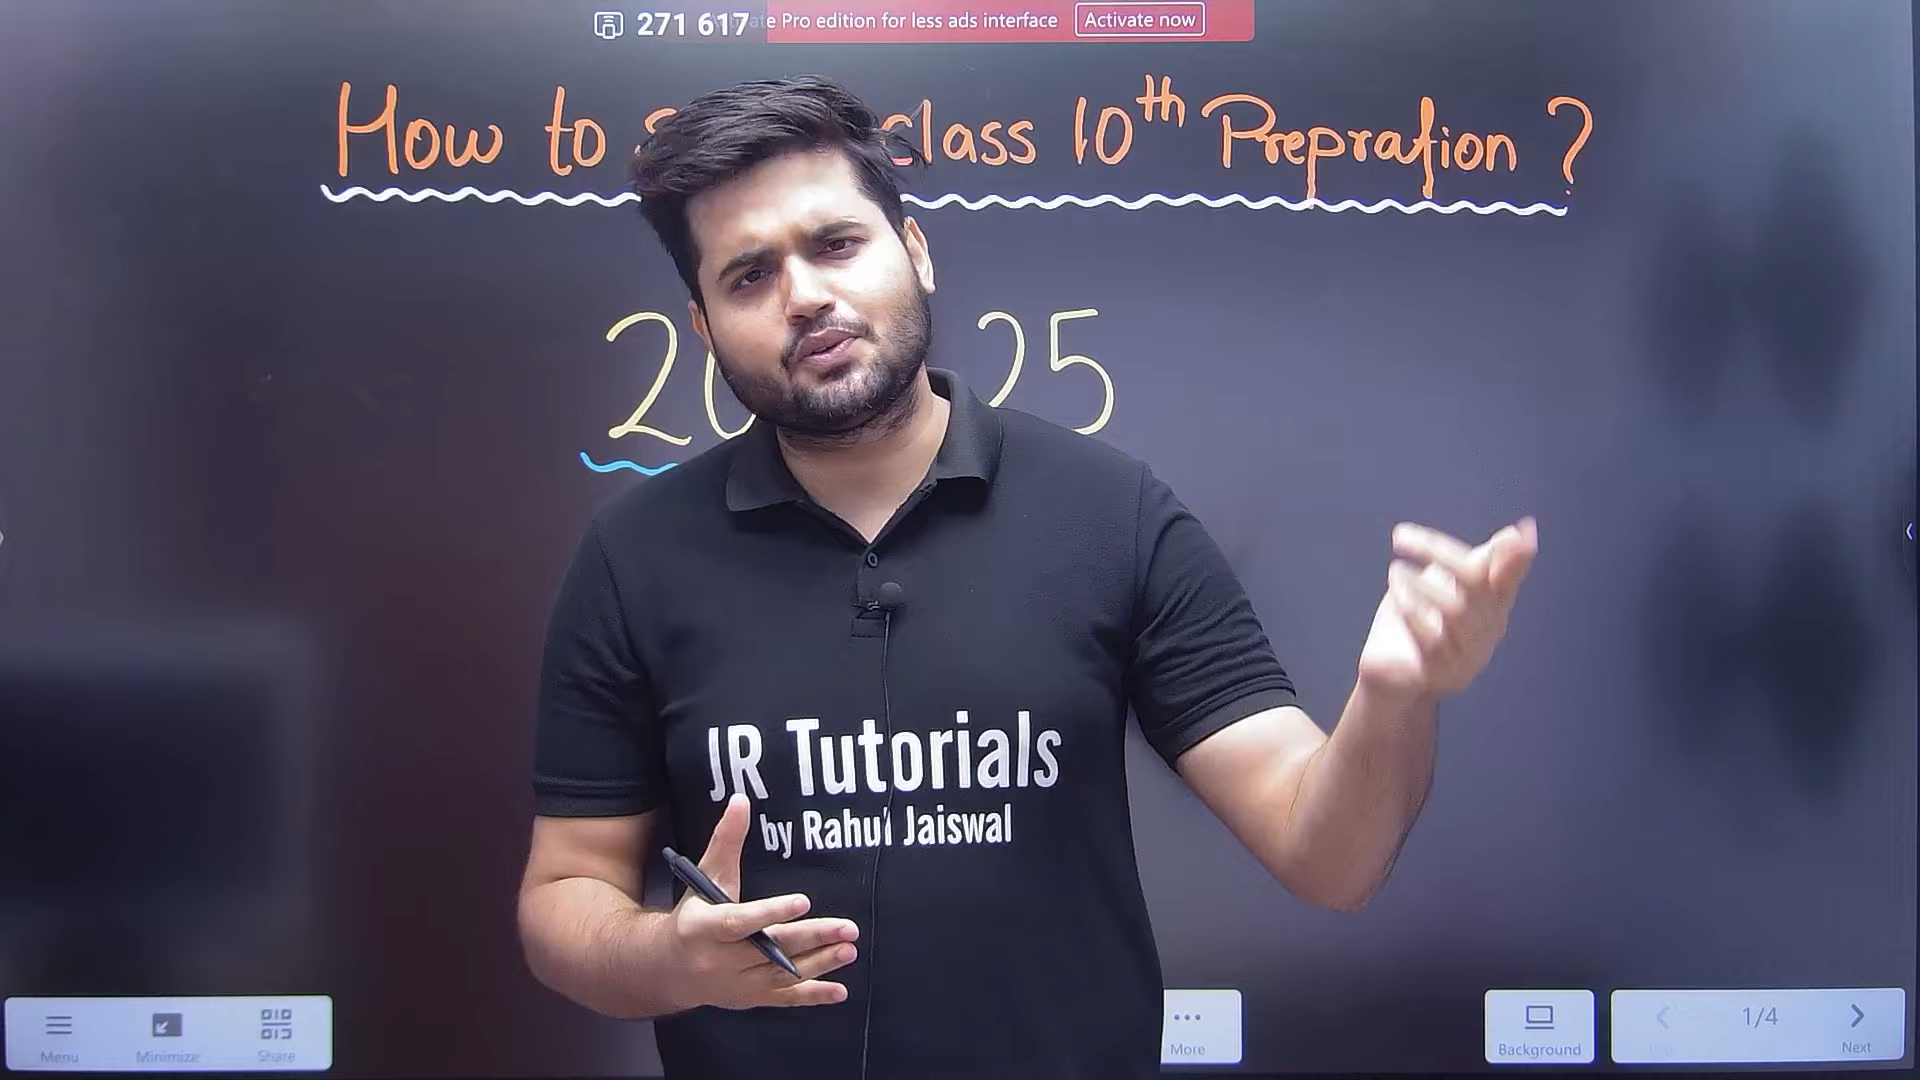 271 617 e Pro edition for less ads interface Activate now
How to class 10th Prepration ?
2 25
JR Tutorials
by Rahul Jaiswal
Menu Minimize Share More Background 1/4 Next